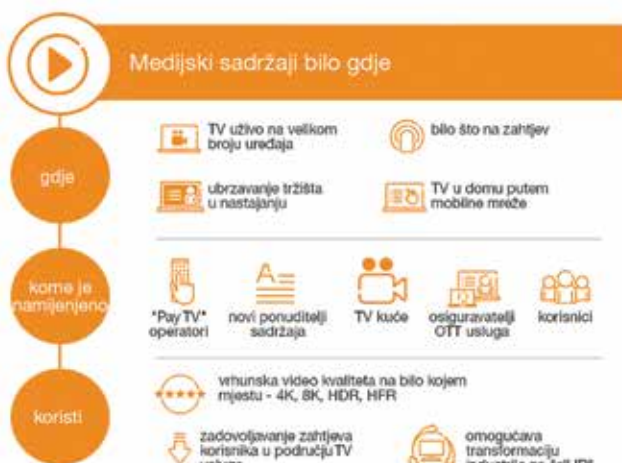 Medijski sadržaji bilo gdje
gdje
TV uživo na velikom
broju uređaja
bilo što na zahtjev
ubrzavanje tržišta
u nastajanju
TV u domu putem
mobilne mreže
kome je
namijenjeno
"Pay TV"
operatori
novi ponuditelji
sadržaja
TV kuće
osiguravatelji
OTT usluga
korisnici
koristi
vrhunska video kvaliteta na bilo kojem
mjestu - 4K, 8K, HDR, HFR
zadovoljavanje zahtjeva
korisnika u području TV
omogućava
transformaciju